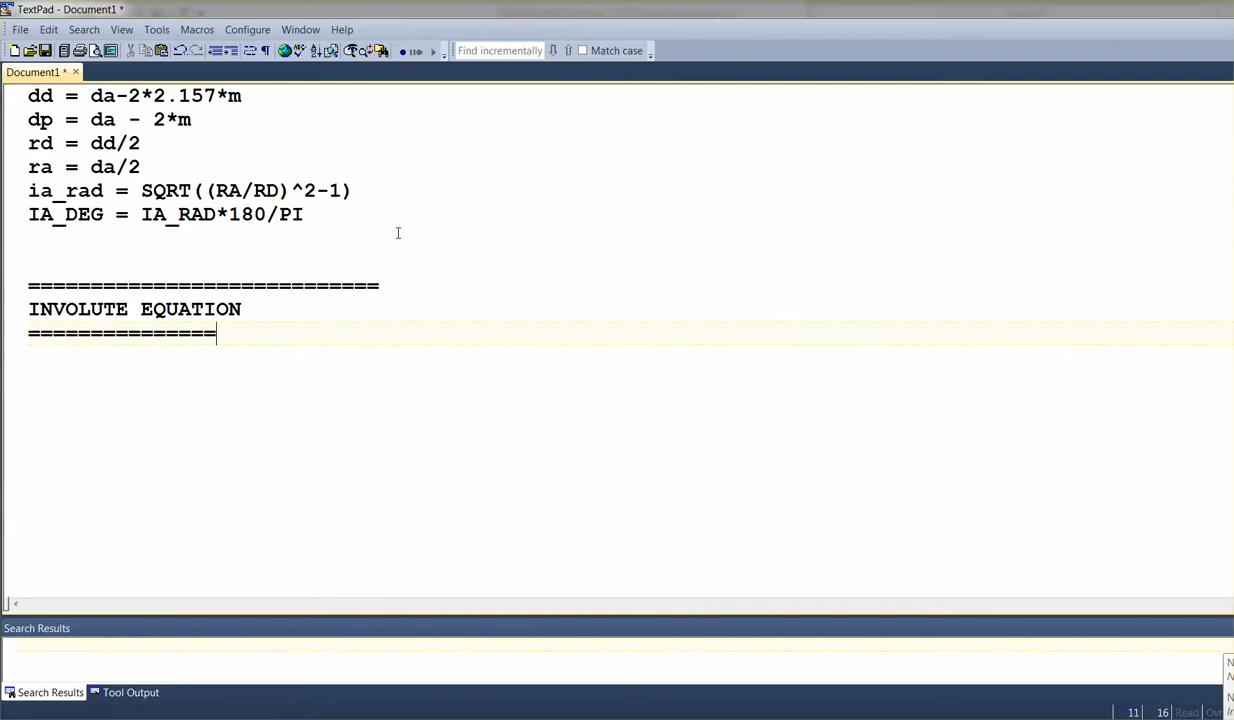 TextPad - Document1 *
File Edit Search View Tools Macros Configure Window Help
Find incrementally Match case
Document1 * ×
dd = da-2*2.157*m
dp = da - 2*m
rd = dd/2
ra = da/2
ia_rad = SQRT((RA/RD)^2-1)
IA_DEG = IA_RAD*180/PI
============================
INVOLUTE EQUATION
===============
Search Results
Search Results Tool Output
11 16 Read